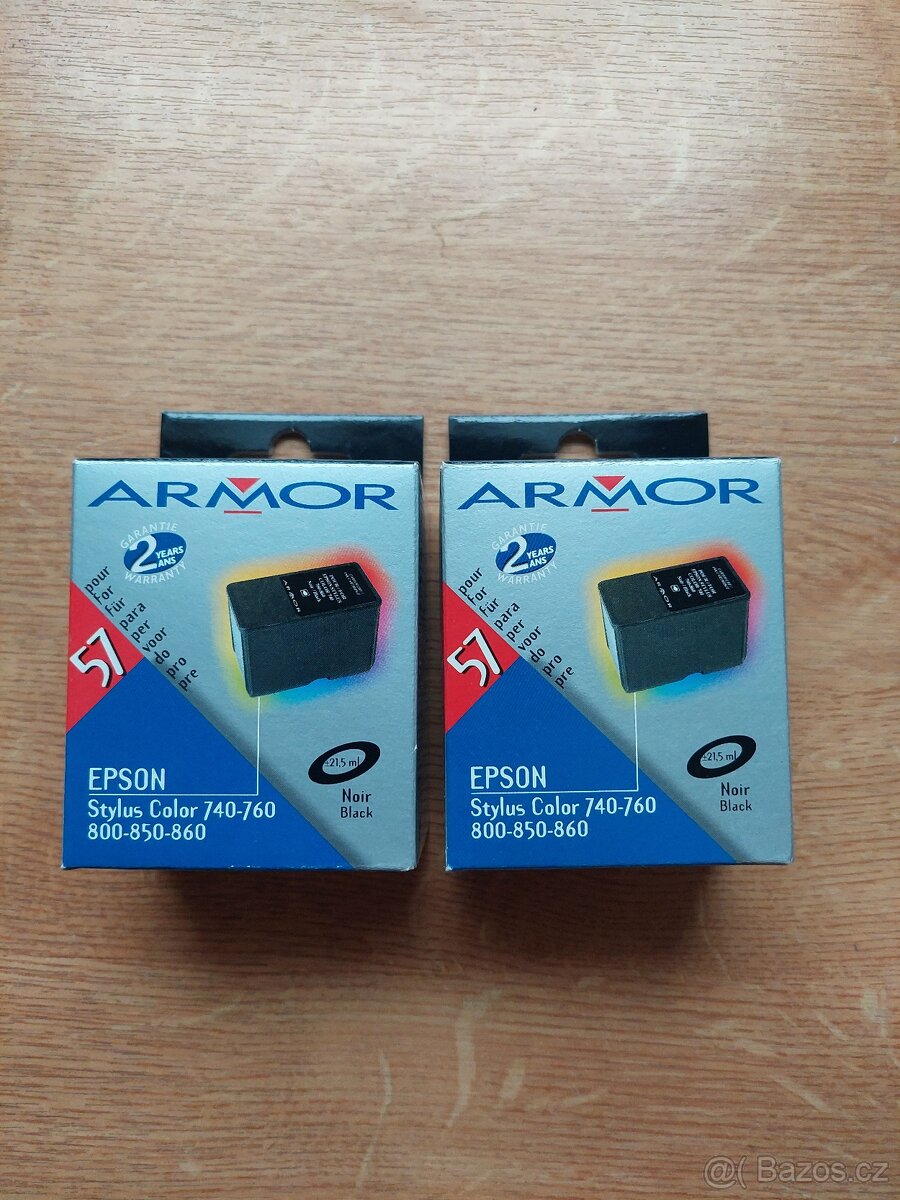 ARMOR
GARANTIE
2 YEARS
ANS
WARRANTY
pour
for
für
para
per
voor
do
pro
pre
57
ARMOR
EPSON
Stylus Color 740-760
800-850-860
±21,5 ml
Noir
Black
ARMOR
GARANTIE
2 YEARS
ANS
WARRANTY
pour
for
für
para
per
voor
do
pro
pre
57
ARMOR
EPSON
Stylus Color 740-760
800-850-860
±21,5 ml
Noir
Black
@( Bazos.cz